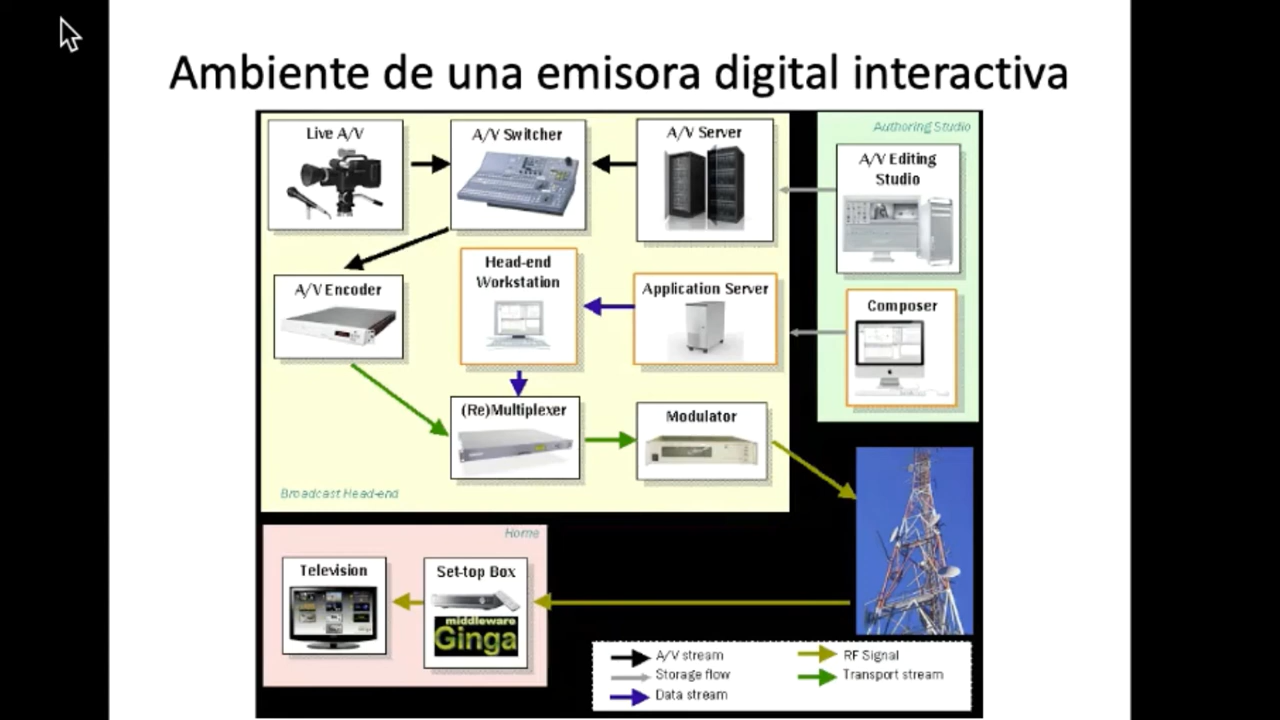 Ambiente de una emisora digital interactiva
Live A/V
A/V Switcher
A/V Server
Authoring Studio
A/V Editing
Studio
A/V Encoder
Head-end
Workstation
Application Server
Composer
(Re)Multiplexer
Modulator
Broadcast Head-end
Home
Television
Set-top Box
middleware
Ginga
A/V stream
RF Signal
Storage flow
Transport stream
Data stream